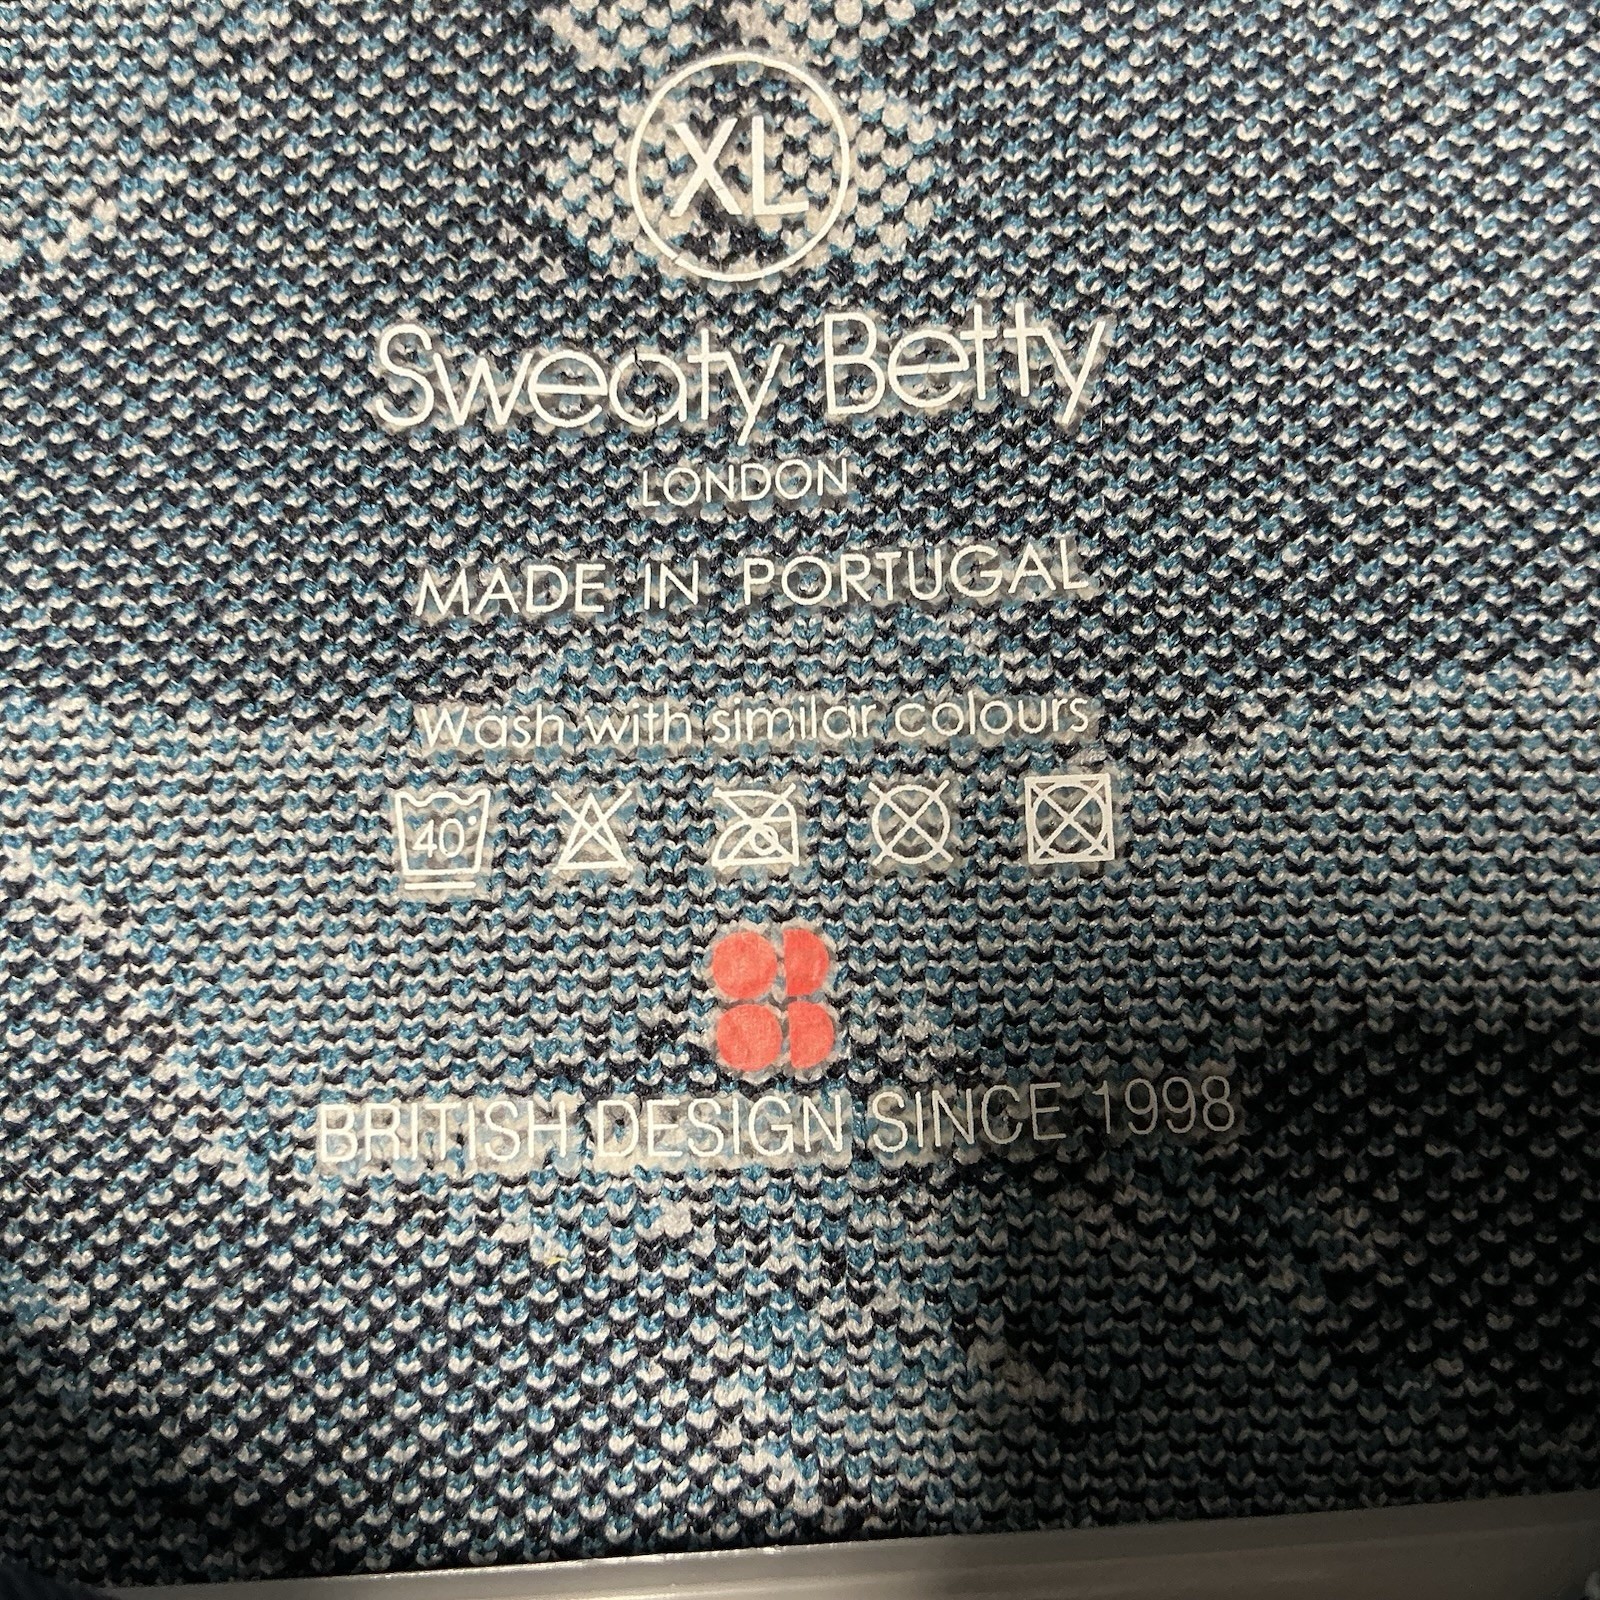 XL
Sweaty Betty
LONDON
MADE IN PORTUGAL
Wash with similar colours
40°
BRITISH DESIGN SINCE 1998